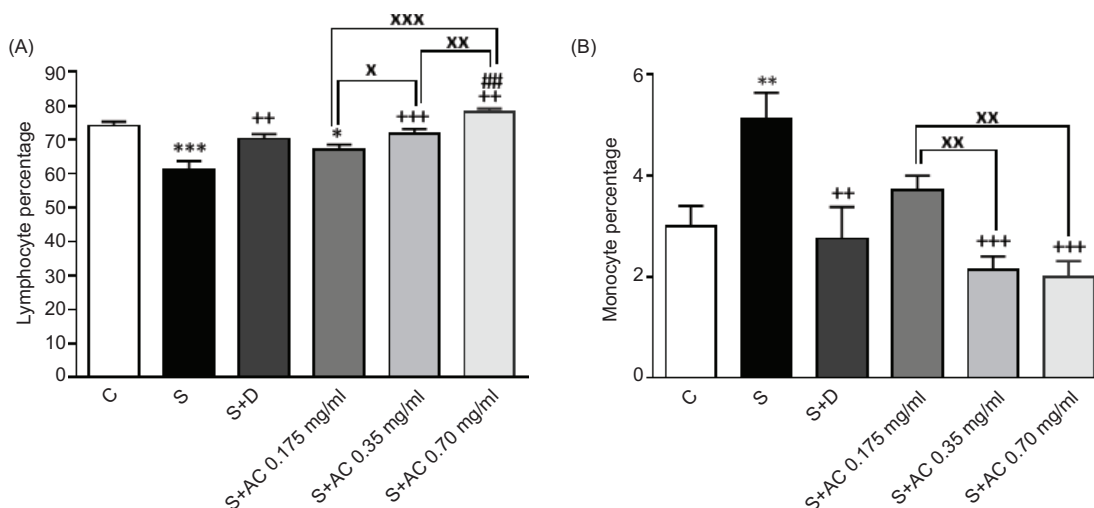 (A)
xxx
x
xx
Lymphocyte percentage
90
80
70
60
50
40
30
20
10
0
***
++
*
+++
##
++
C
S
S+D
S+AC 0.175 mg/ml
S+AC 0.35 mg/ml
S+AC 0.70 mg/ml
(B)
Monocyte percentage
6
4
2
0
**
++
xx
xx
+++
+++
C
S
S+D
S+AC 0.175 mg/ml
S+AC 0.35 mg/ml
S+AC 0.70 mg/ml